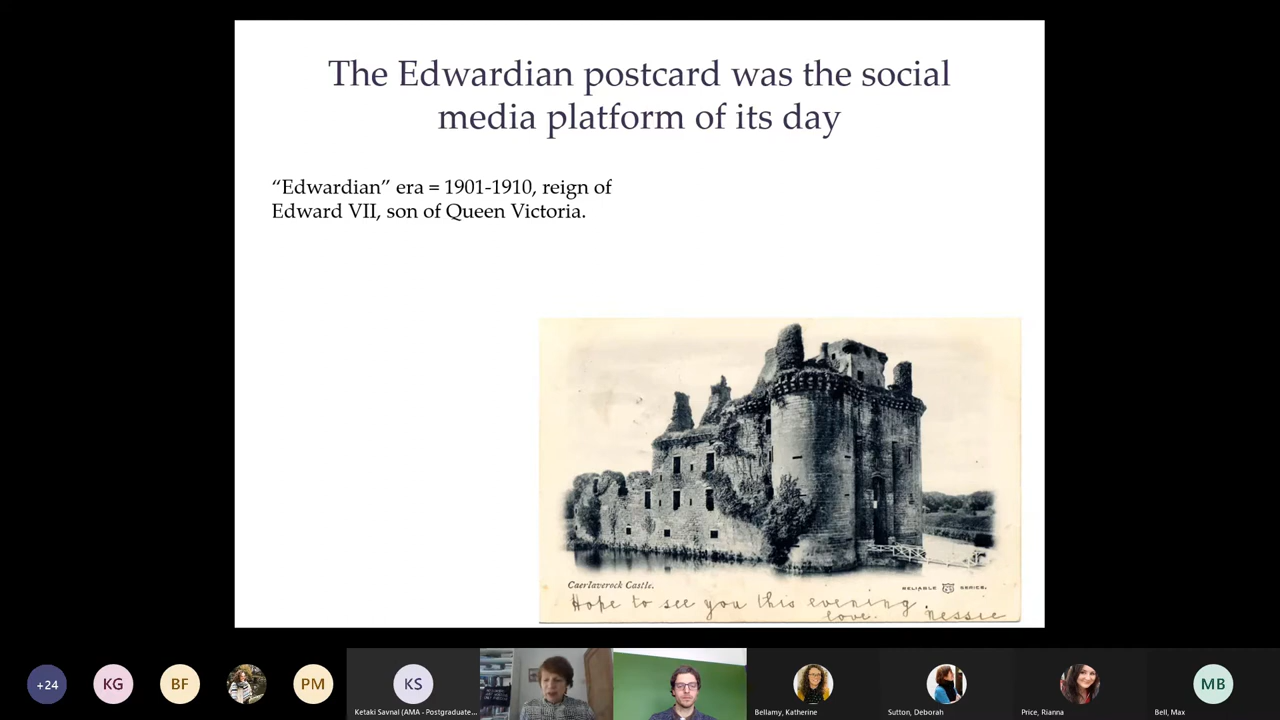 The Edwardian postcard was the social
media platform of its day
“Edwardian” era = 1901-1910, reign of
Edward VII, son of Queen Victoria.
Caerlaverock Castle.
RELIABLE SERIES.
Hope to see you this evening.
love. Nessie
+24
KG
BF
PM
KS
Ketaki Savnal (AMA - Postgraduate...
Bellamy, Katherine
Sutton, Deborah
Price, Rianna
MB
Bell, Max